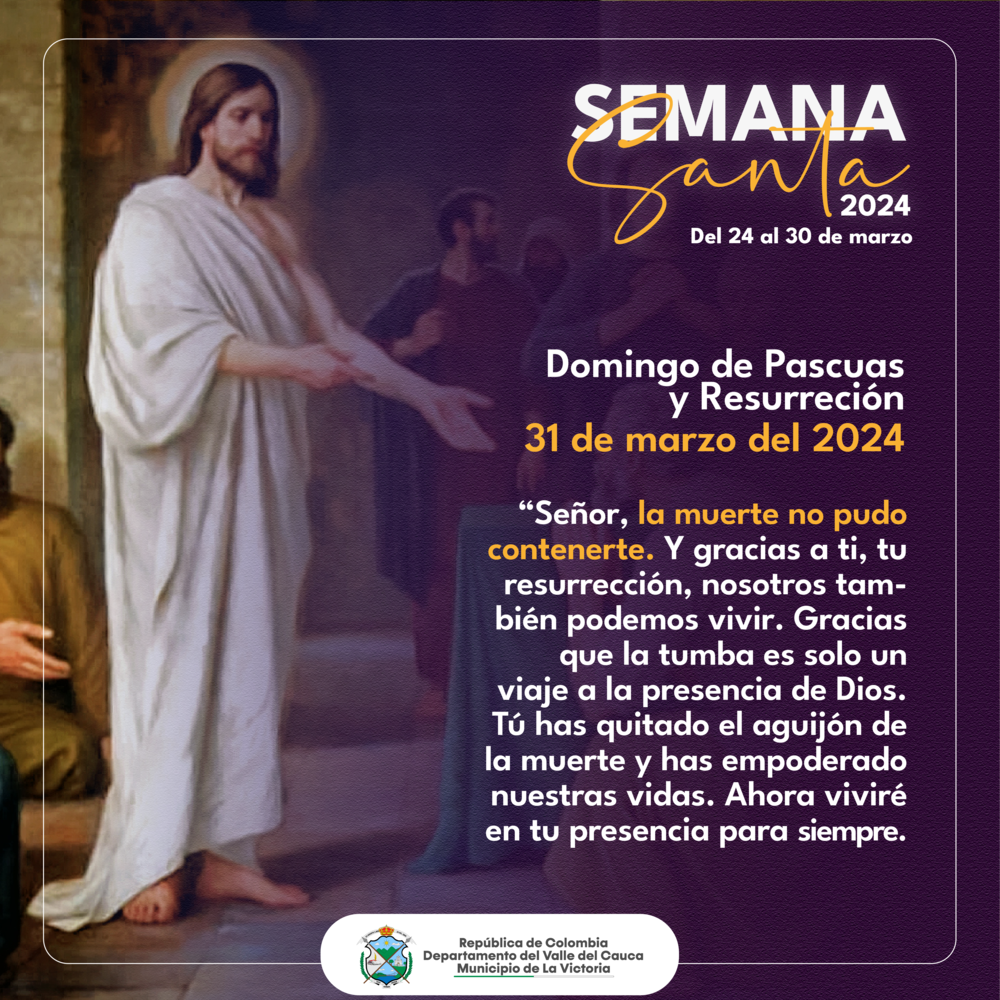 SEMANA
Santa
2024
Del 24 al 30 de marzo
Domingo de Pascuas
y Resurreción
31 de marzo del 2024
“Señor, la muerte no pudo
contenerte. Y gracias a ti, tu
resurrección, nosotros tam-
bién podemos vivir. Gracias
que la tumba es solo un
viaje a la presencia de Dios.
Tú has quitado el aguijón de
la muerte y has empoderado
nuestras vidas. Ahora viviré
en tu presencia para siempre.
República de Colombia
Departamento del Valle del Cauca
Municipio de La Victoria